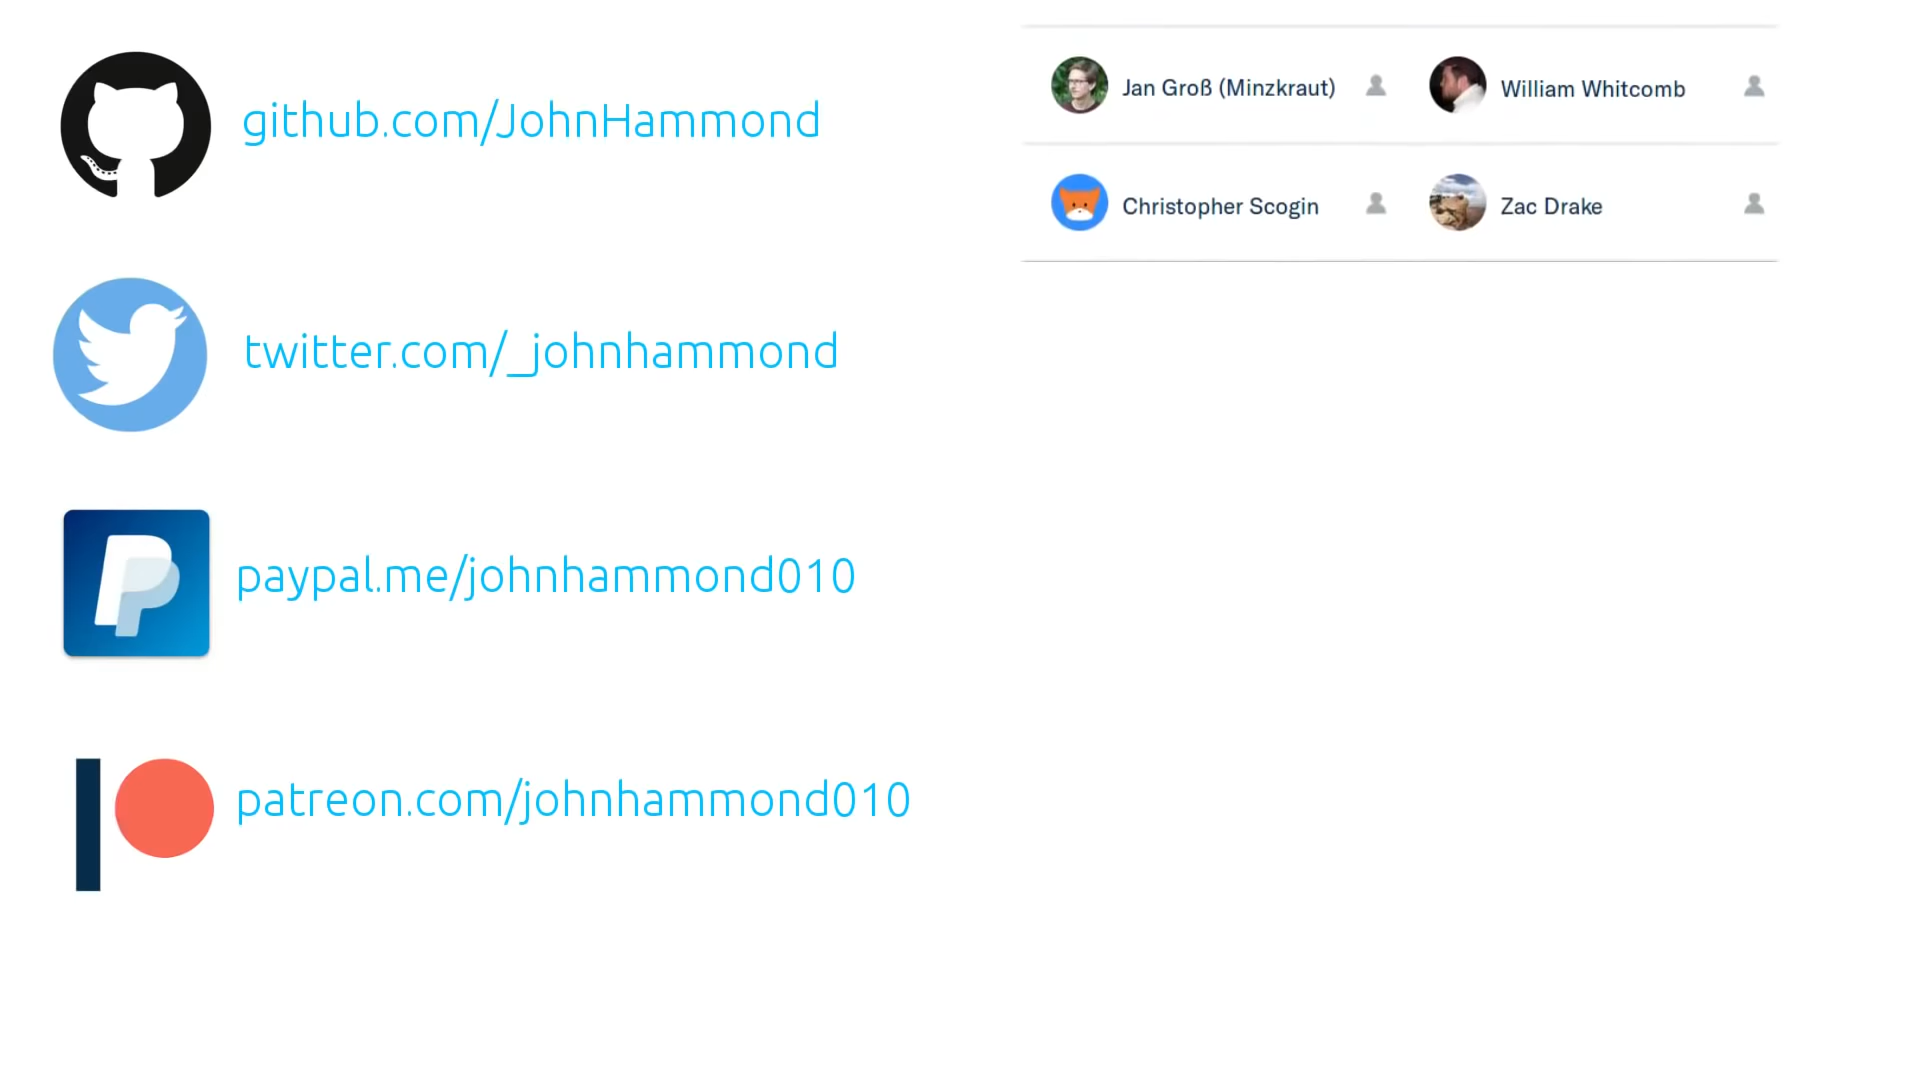 github.com/JohnHammond
twitter.com/_johnhammond
paypal.me/johnhammond010
patreon.com/johnhammond010
Jan Groß (Minzkraut) William Whitcomb
Christopher Scogin Zac Drake